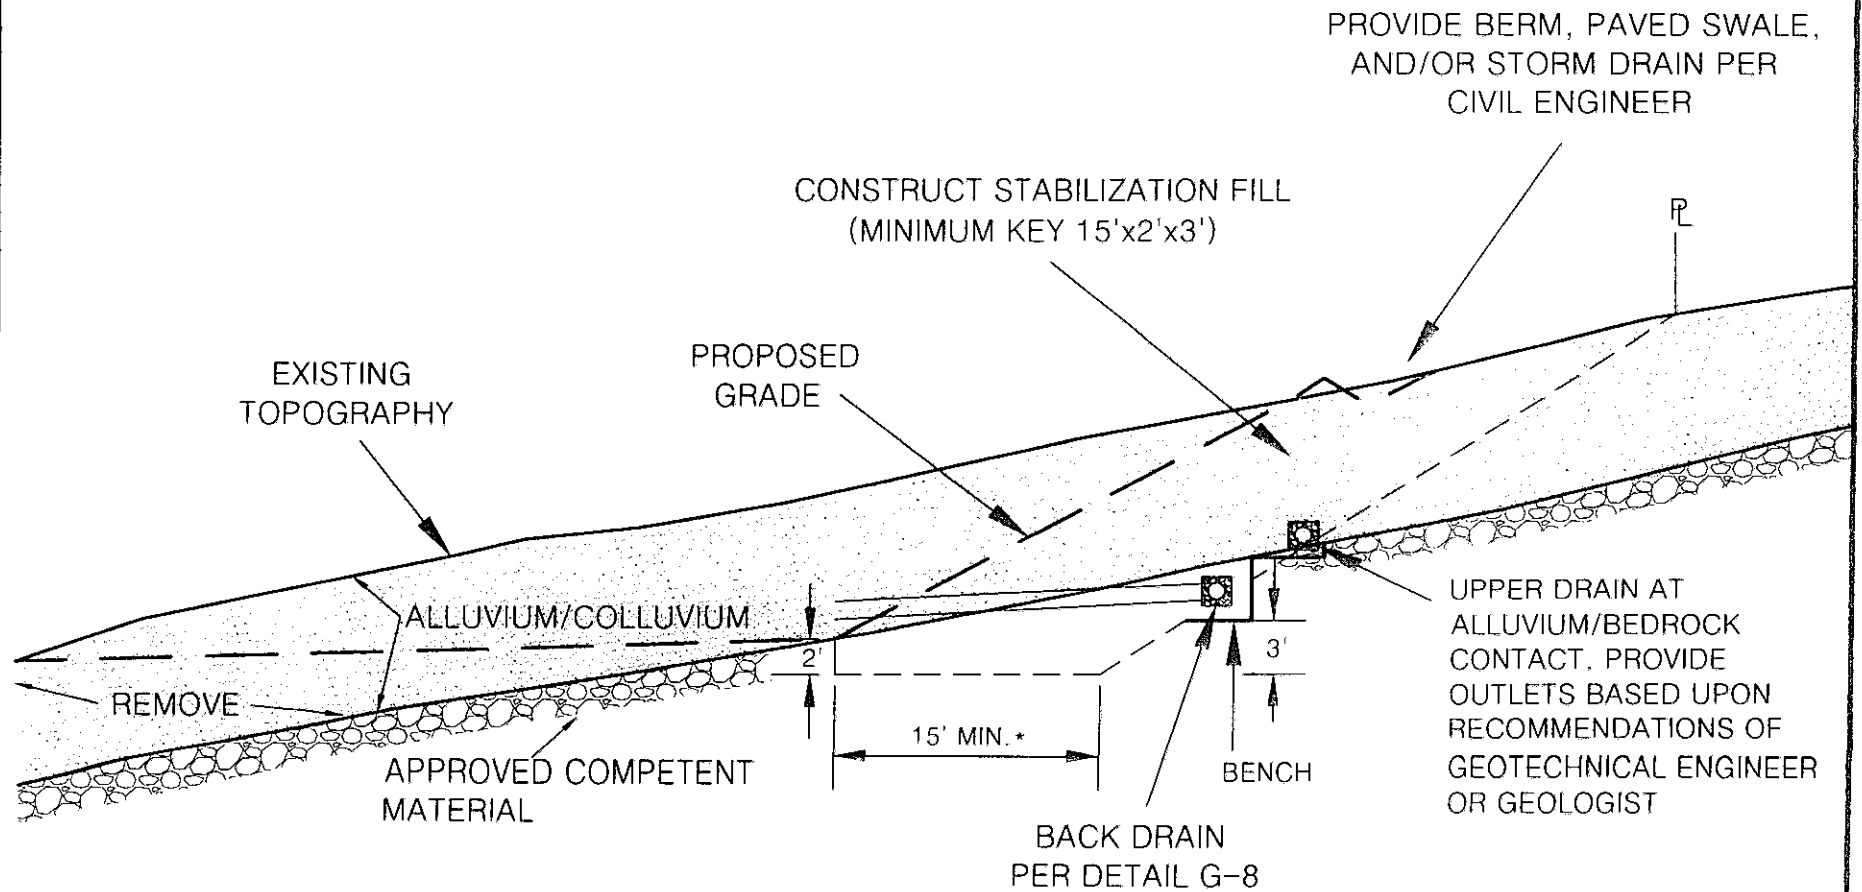 PROVIDE BERM, PAVED SWALE,
AND/OR STORM DRAIN PER
CIVIL ENGINEER
CONSTRUCT STABILIZATION FILL
(MINIMUM KEY 15'x2'x3')
PL
PROPOSED
GRADE
EXISTING
TOPOGRAPHY
ALLUVIUM/COLLUVIUM
2'
3'
REMOVE
15' MIN.*
BENCH
APPROVED COMPETENT
MATERIAL
UPPER DRAIN AT
ALLUVIUM/BEDROCK
CONTACT. PROVIDE
OUTLETS BASED UPON
RECOMMENDATIONS OF
GEOTECHNICAL ENGINEER
OR GEOLOGIST
BACK DRAIN
PER DETAIL G-8